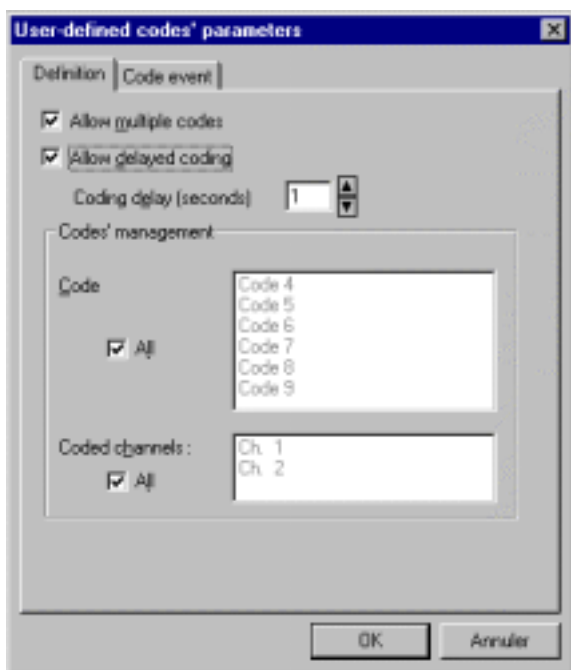 User-defined codes' parameters
Definition
Code event
Allow multiple codes
Allow delayed coding
Coding delay (seconds)
1
Codes' management
Code
All
Code 4
Code 5
Code 6
Code 7
Code 8
Code 9
Coded channels :
All
Ch. 1
Ch. 2
OK
Annuler